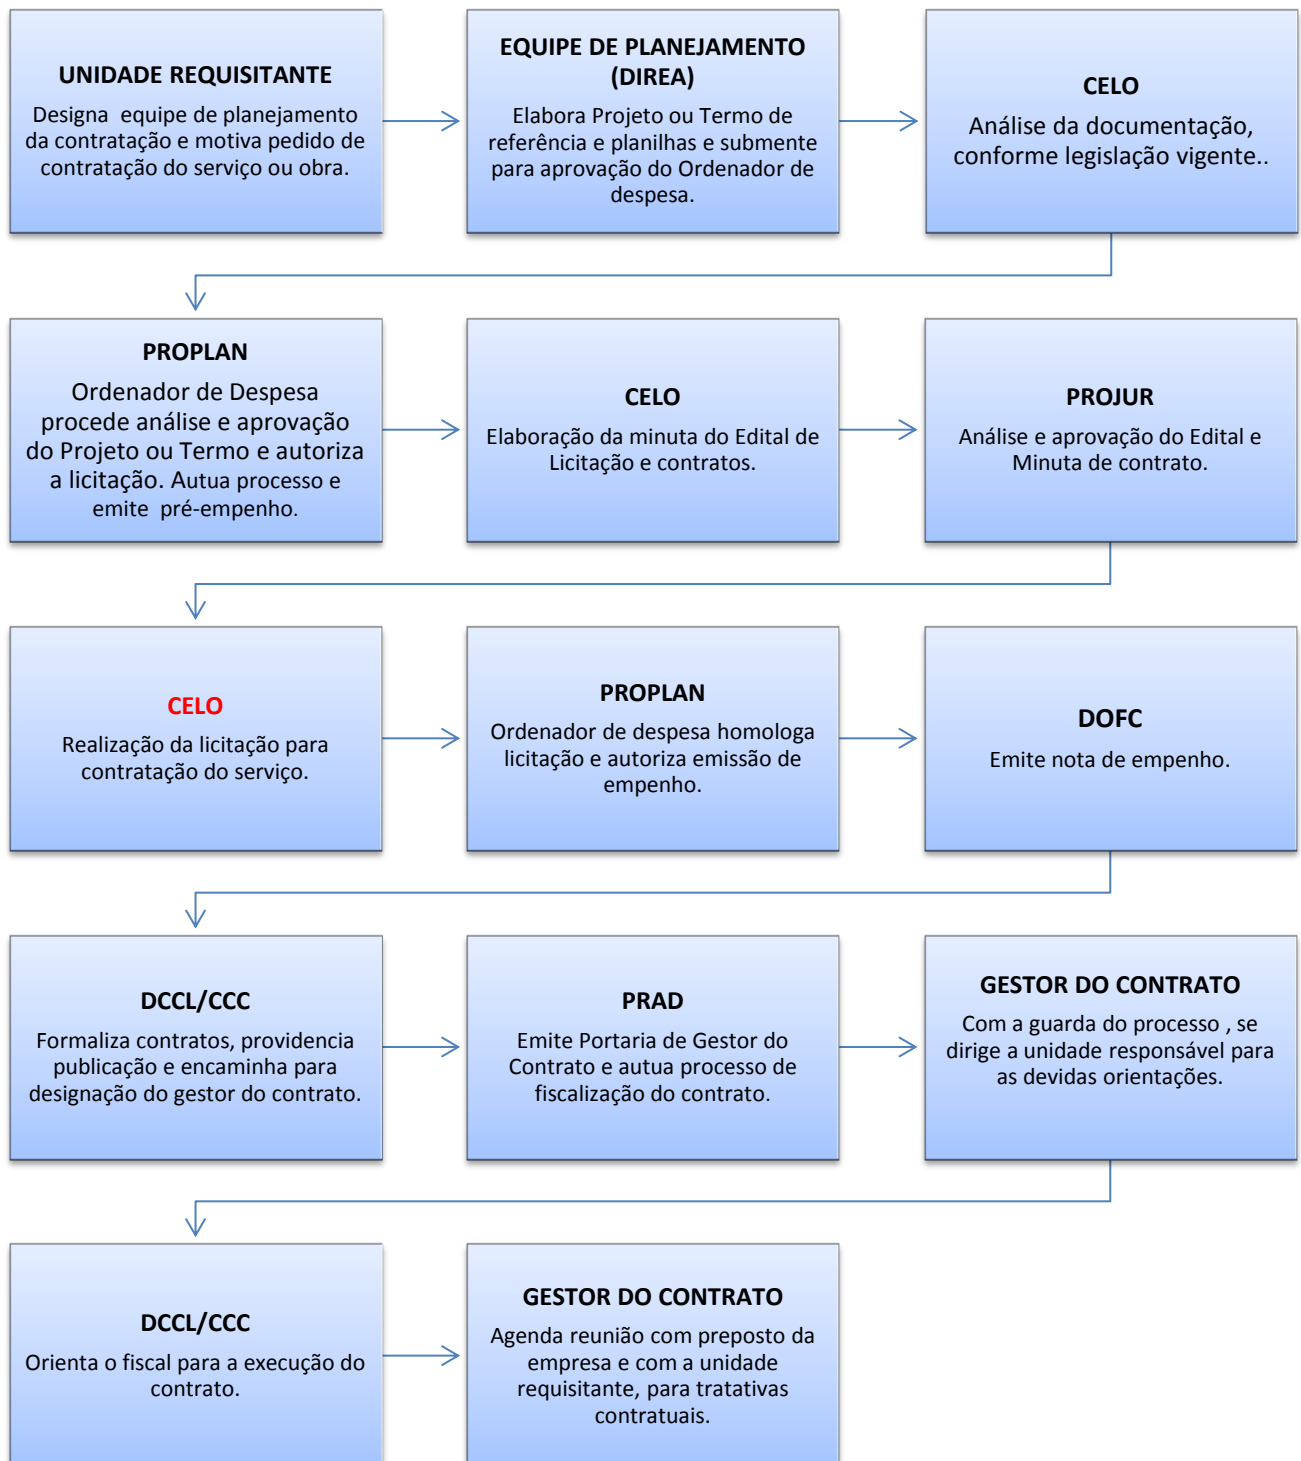 UNIDADE REQUISITANTE
Designa equipe de planejamento
da contratação e motiva pedido de
contratação do serviço ou obra.
EQUIPE DE PLANEJAMENTO
(DIREA)
Elabora Projeto ou Termo de
referência e planilhas e submente
para aprovação do Ordenador de
despesa.
CELO
Análise da documentação,
conforme legislação vigente..
PROPLAN
Ordenador de Despesa
procede análise e aprovação
do Projeto ou Termo e autoriza
a licitação. Autua processo e
emite pré-empenho.
CELO
Elaboração da minuta do Edital de
Licitação e contratos.
PROJUR
Análise e aprovação do Edital e
Minuta de contrato.
CELO
Realização da licitação para
contratação do serviço.
PROPLAN
Ordenador de despesa homologa
licitação e autoriza emissão de
empenho.
DOFC
Emite nota de empenho.
DCCL/CCC
Formaliza contratos, providencia
publicação e encaminha para
designação do gestor do contrato.
PRAD
Emite Portaria de Gestor do
Contrato e autua processo de
fiscalização do contrato.
GESTOR DO CONTRATO
Com a guarda do processo , se
dirige a unidade responsável para
as devidas orientações.
DCCL/CCC
Orienta o fiscal para a execução do
contrato.
GESTOR DO CONTRATO
Agenda reunião com preposto da
empresa e com a unidade
requisitante, para tratativas
contratuais.